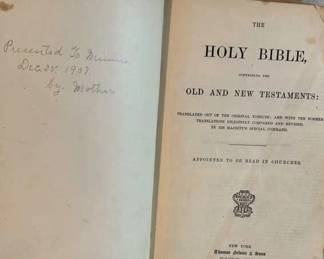 Presented To Minnie
Dec. 25. 1907.
by. Mother
THE
HOLY BIBLE,
CONTAINING THE
OLD AND NEW TESTAMENTS:
TRANSLATED OUT OF THE ORIGINAL TONGUES; AND WITH THE FORMER
TRANSLATIONS DILIGENTLY COMPARED AND REVISED,
BY HIS MAJESTY'S SPECIAL COMMAND.
APPOINTED TO BE READ IN CHURCHES.
NEW YORK
Thomas Nelson & Sons